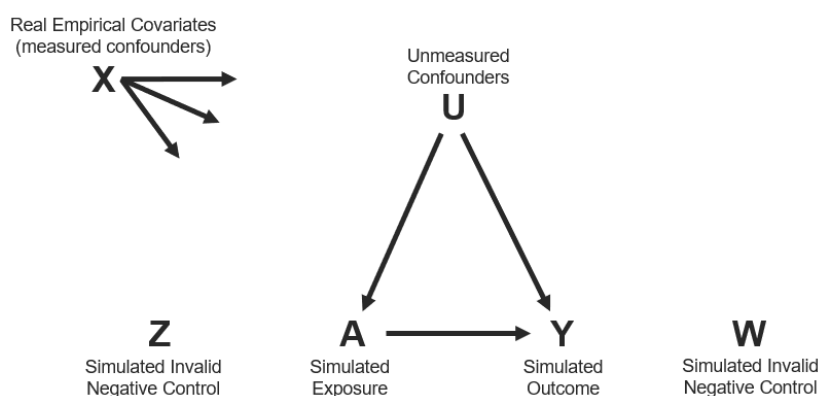 Real Empirical Covariates
(measured confounders)
X
Unmeasured
Confounders
U
Z
Simulated Invalid
Negative Control
A
Simulated
Exposure
Y
Simulated
Outcome
W
Simulated Invalid
Negative Control